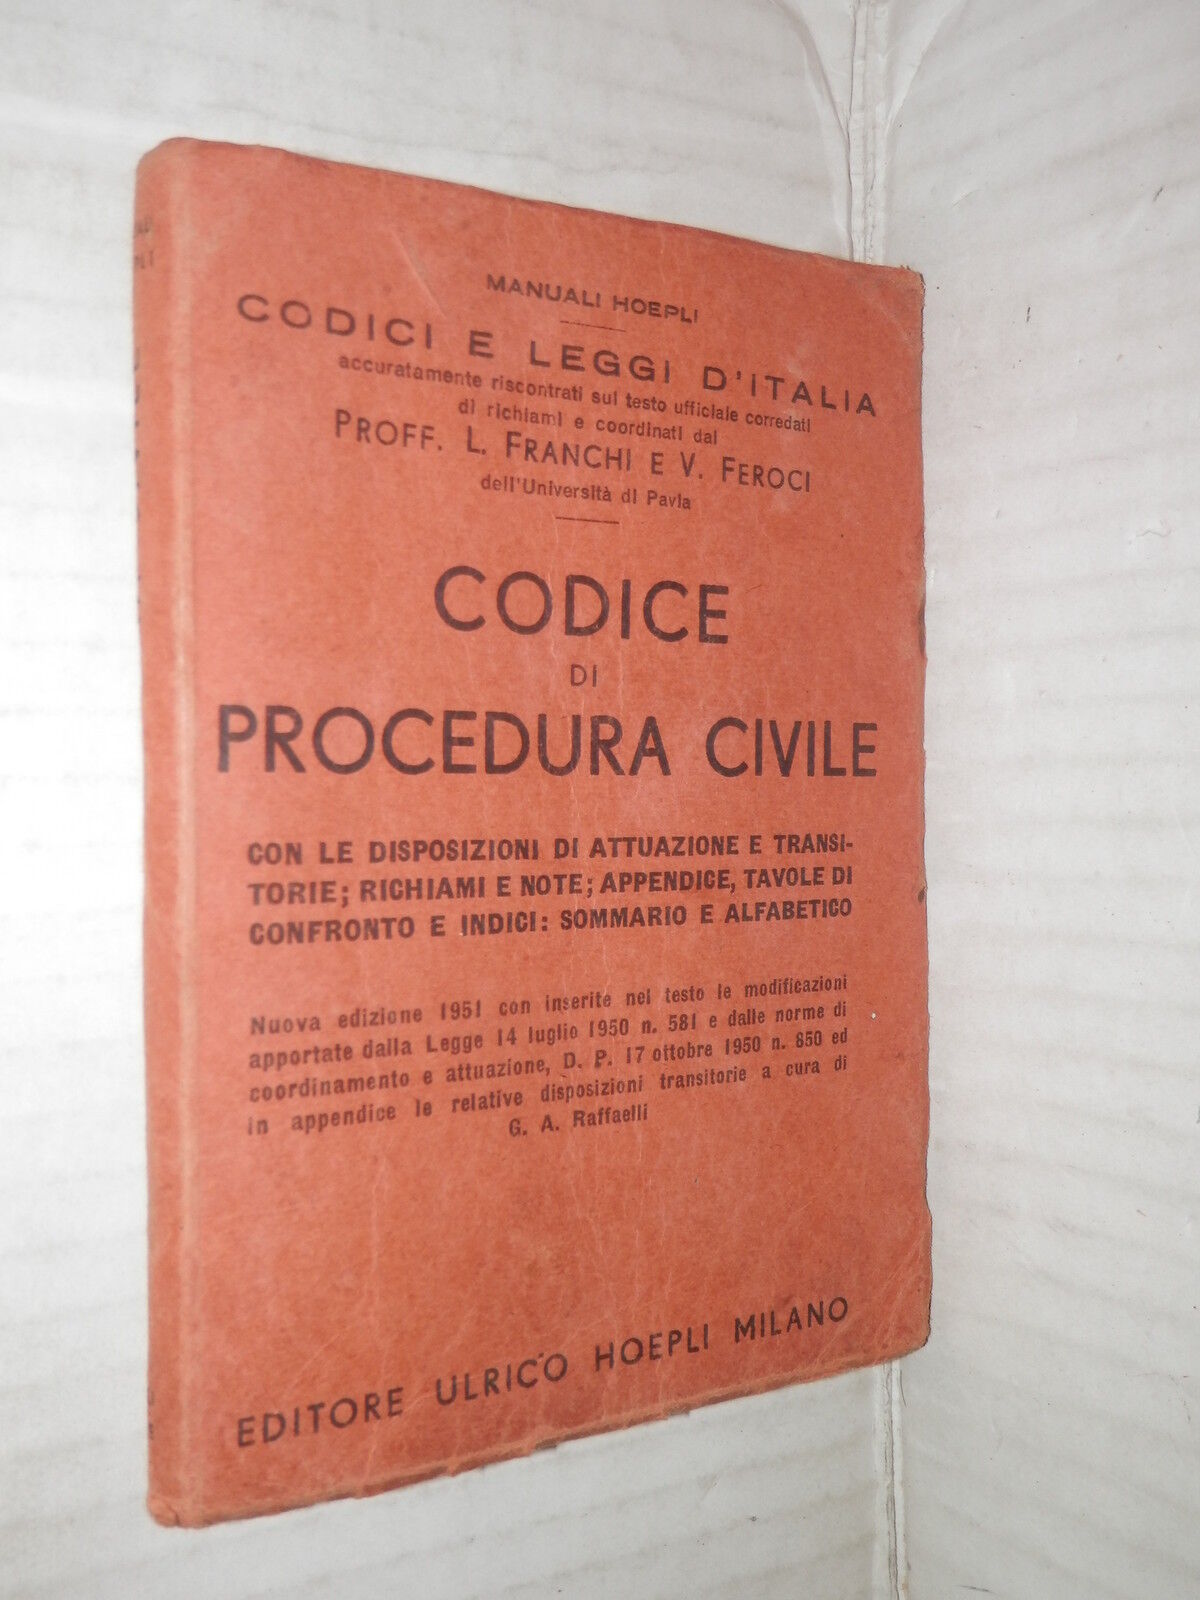 MANUALI HOEPLI
CODICI E LEGGI D'ITALIA
accuratamente riscontrati sul testo ufficiale corredati
di richiami e coordinati dai
PROFF. L. FRANCHI E V. FEROCI
dell'Università di Pavia
CODICE
DI
PROCEDURA CIVILE
CON LE DISPOSIZIONI DI ATTUAZIONE E TRANSI-
TORIE; RICHIAMI E NOTE; APPENDICE, TAVOLE DI
CONFRONTO E INDICI: SOMMARIO E ALFABETICO
Nuova edizione 1951 con inserite nel testo le modificazioni
apportate dalla Legge 14 luglio 1950 n. 581 e dalle norme di
coordinamento e attuazione, D. P. 17 ottobre 1950 n. 850 ed
in appendice le relative disposizioni transitorie a cura di
G. A. Raffaelli
EDITORE ULRICO HOEPLI MILANO